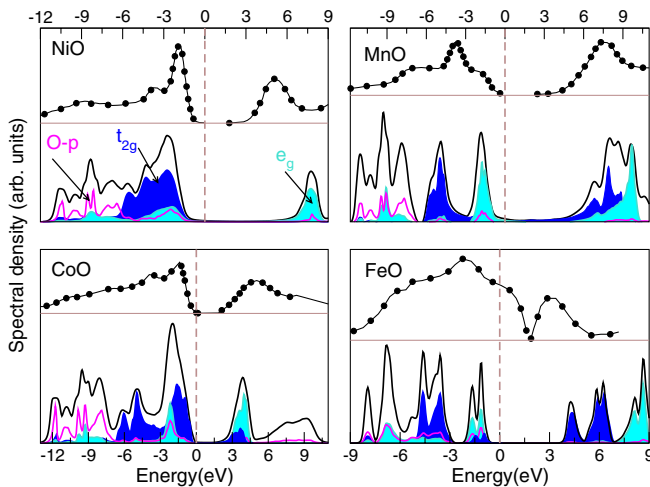 -12 -9 -6 -3 0 3 6 9
-9 -6 -3 0 3 6 9
NiO
O-p
t₂g
e_g
MnO
Spectral density (arb. units)
CoO
FeO
-12 -9 -6 -3 0 3 6 9
-9 -6 -3 0 3 6 9
Energy(eV)
Energy(eV)